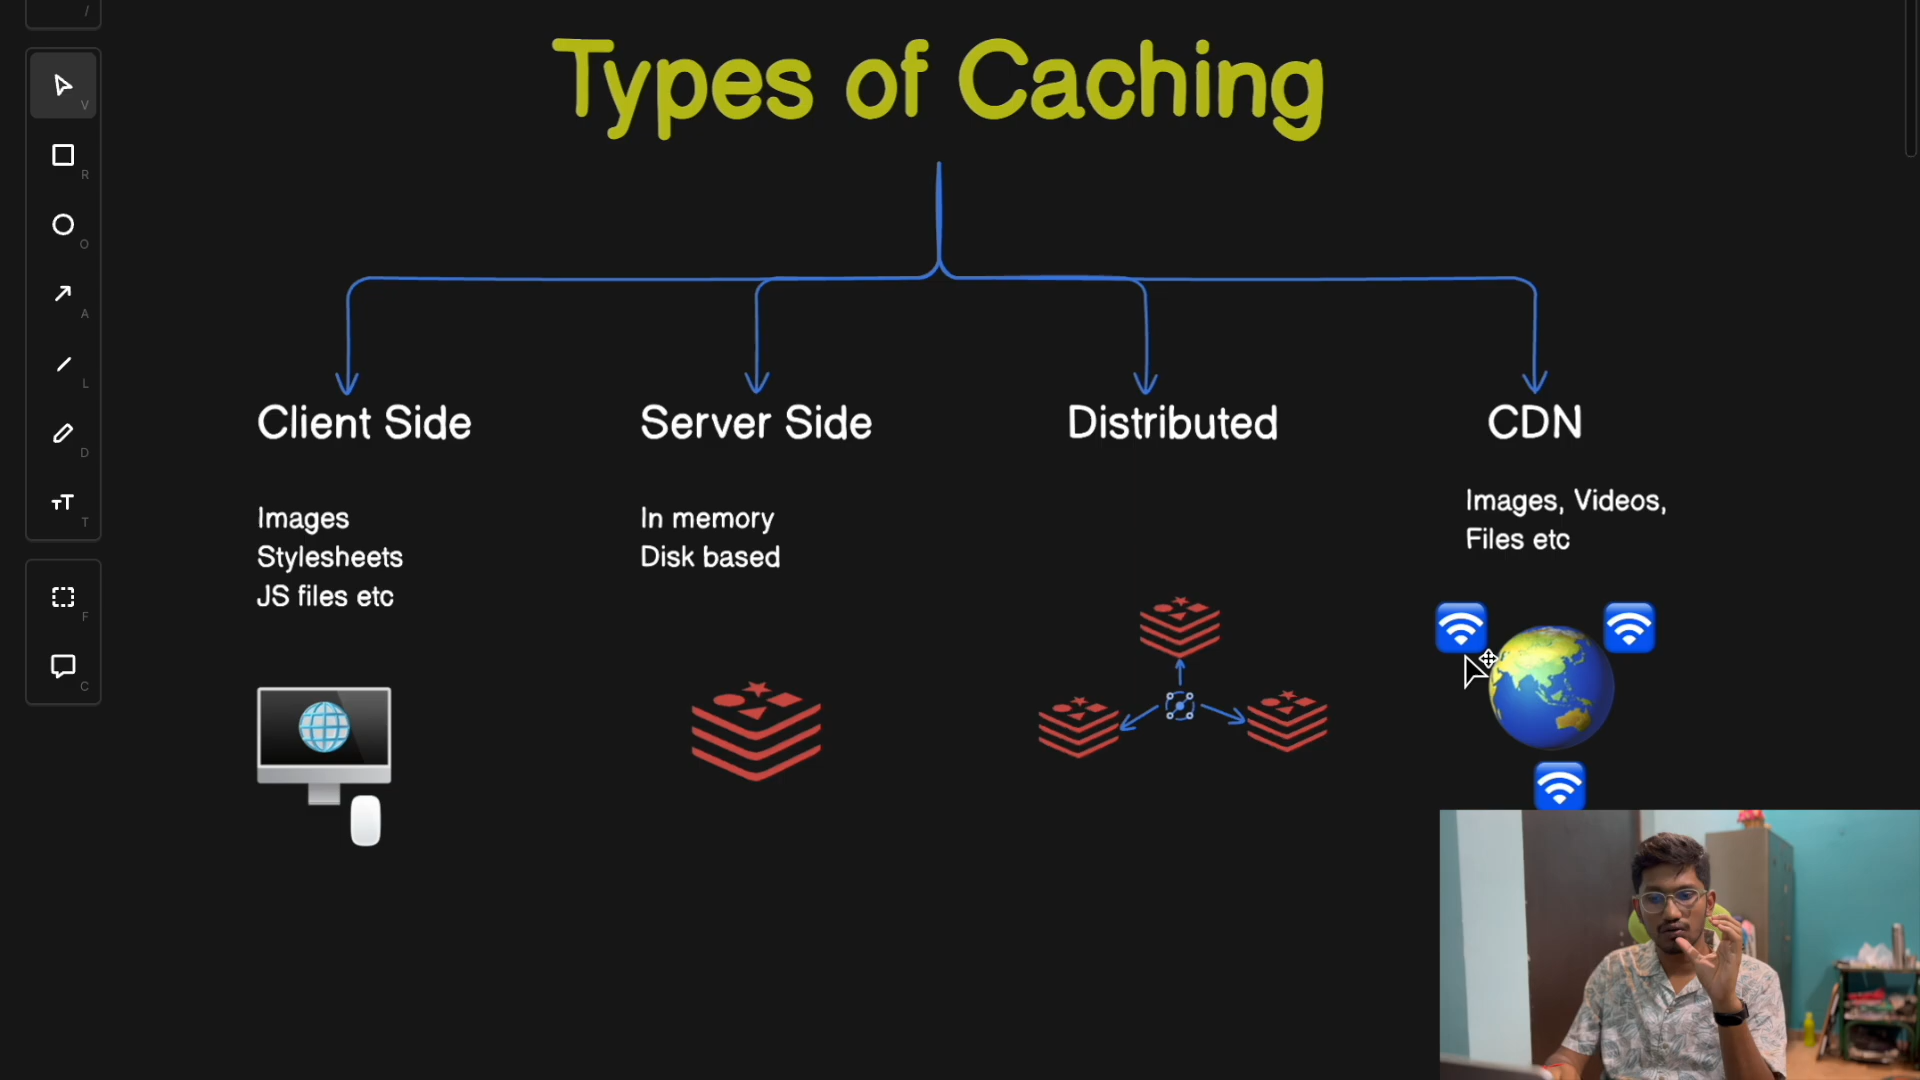 /
V
R
O
A
L
D
T
F
C
Types of Caching
Client Side
Images
Stylesheets
JS files etc
Server Side
In memory
Disk based
Distributed
CDN
Images, Videos,
Files etc